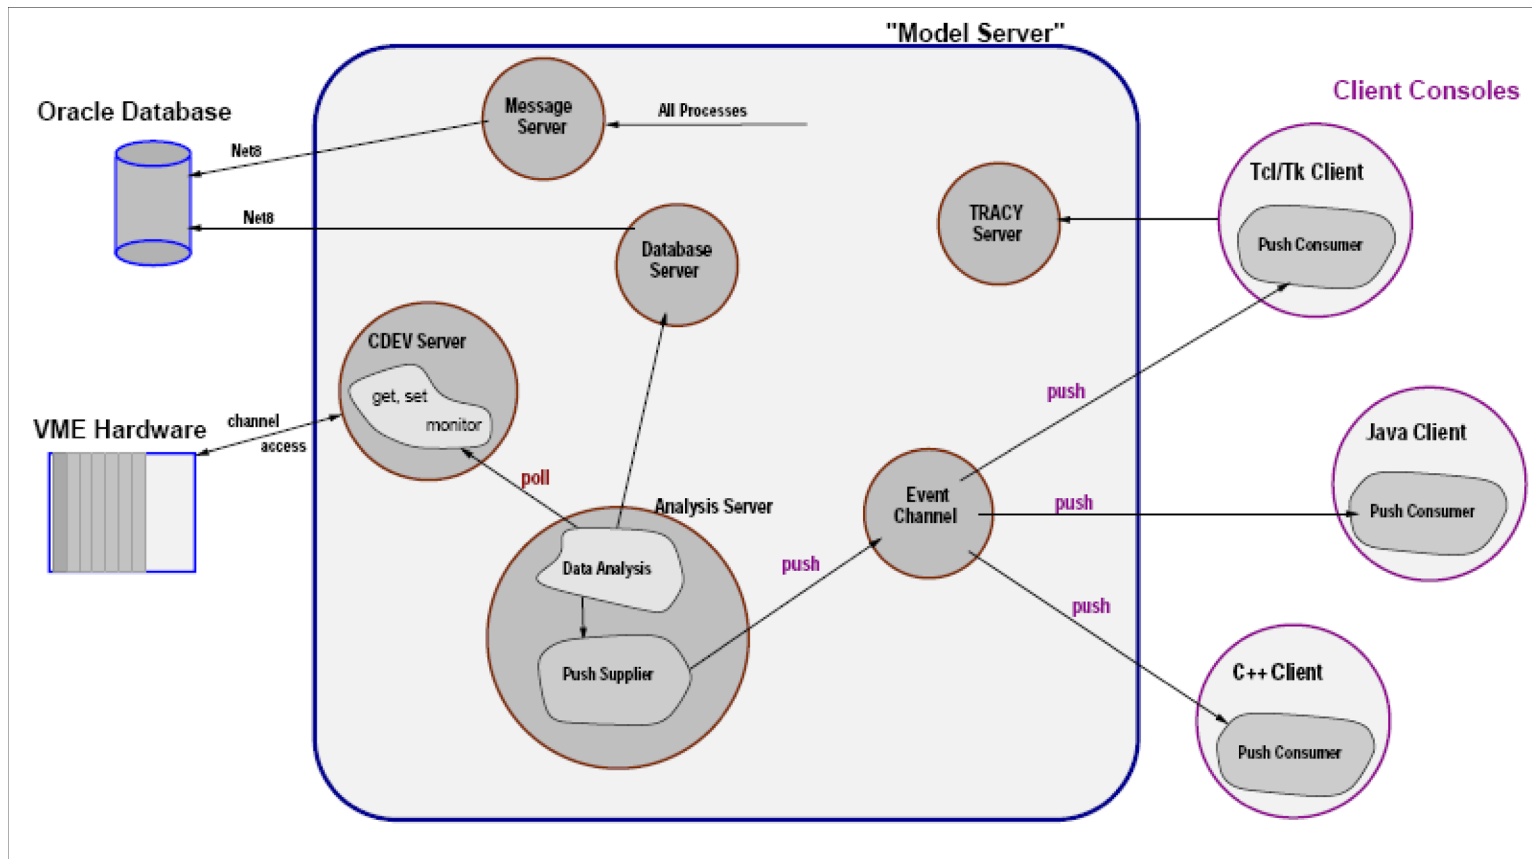 "Model Server"
Client Consoles
Oracle Database
Message
Server
All Processes
Net8
Net8
Tcl/Tk Client
Push Consumer
TRACY
Server
Database
Server
CDEV Server
get, set
monitor
VME Hardware
channel
access
poll
push
Java Client
Push Consumer
Analysis Server
Event
Channel
push
Data Analysis
push
push
Push Supplier
C++ Client
Push Consumer